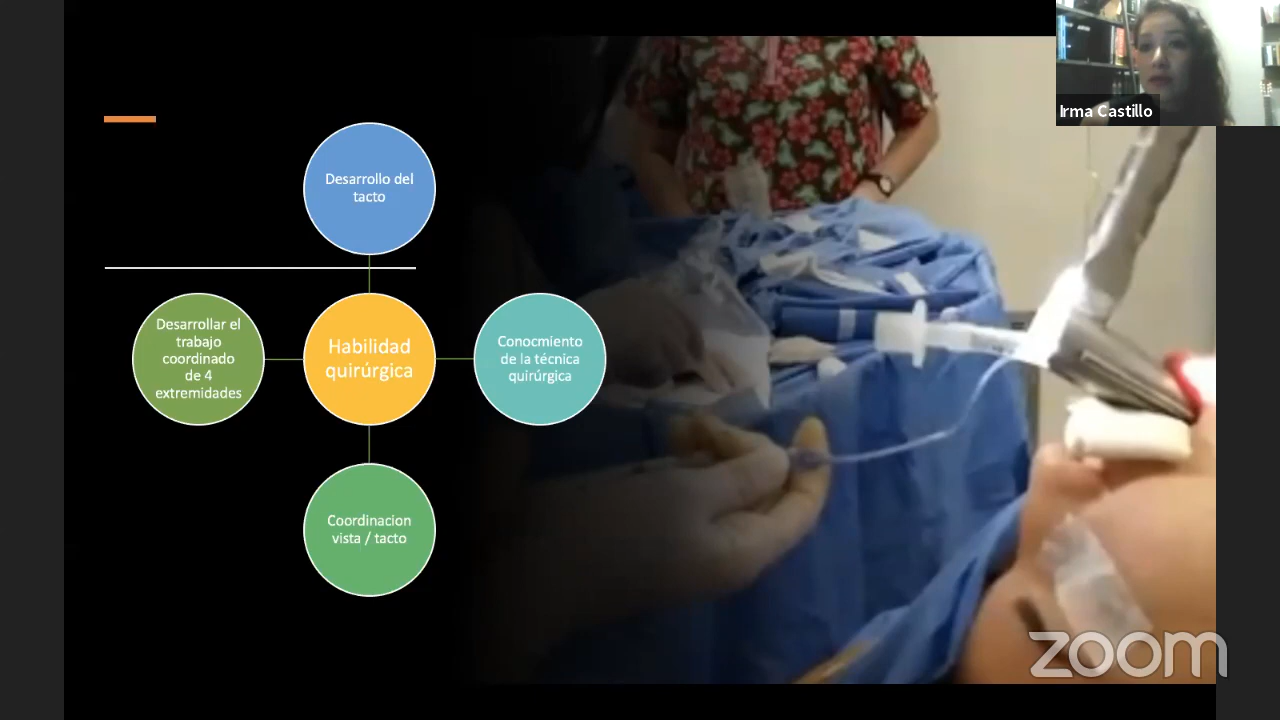 Irma Castillo
Desarrollo del
tacto
Desarrollar el
trabajo
coordinado
de 4
extremidades
Habilidad
quirúrgica
Conocmiento
de la técnica
quirúrgica
Coordinacion
vista / tacto
zoom